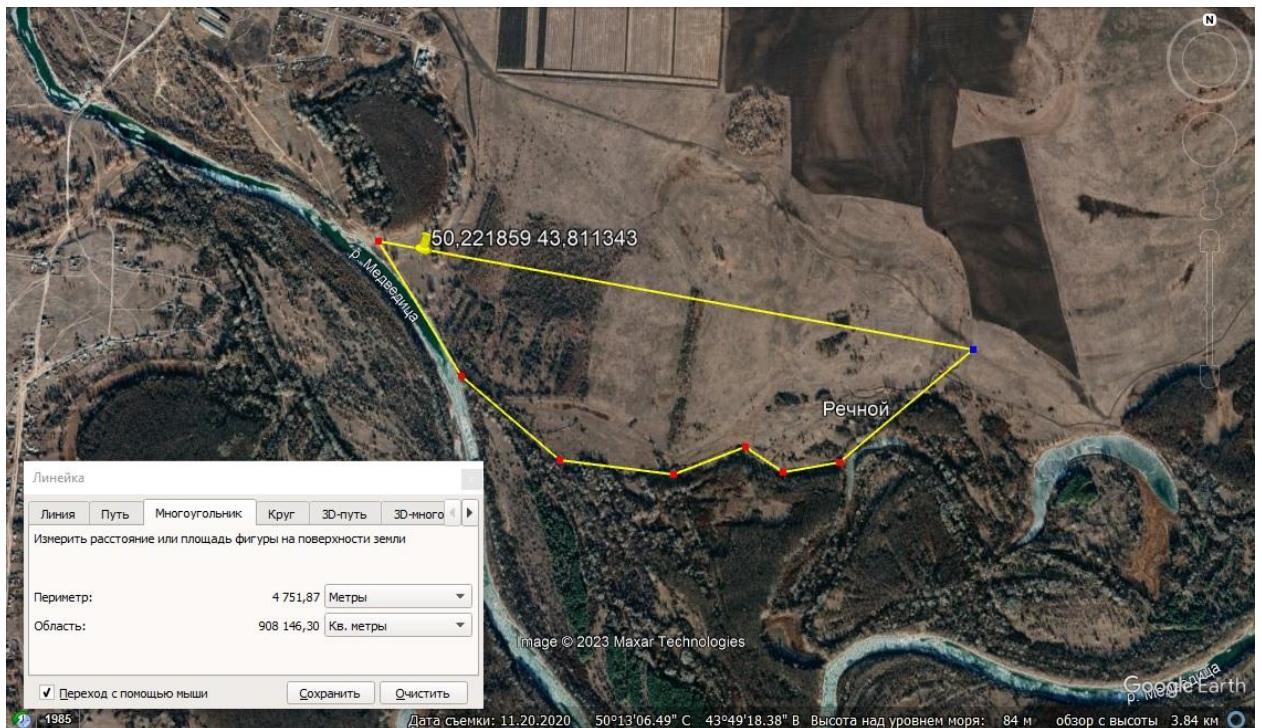 N
50,221859 43,811343
р. Медведица
Речной
Линейка
Линия Путь Многоугольник Круг 3D-путь 3D-много
Измерить расстояние или площадь фигуры на поверхности земли
Периметр: 4 751,87 Метры
Область: 908 146,30 Кв. метры
Переход с помощью мыши Сохранить Очистить
Image © 2023 Maxar Technologies
р. Медведица
Google Earth
1985 Дата съемки: 11.20.2020 50°13'06.49" С 43°49'18.38" В Высота над уровнем моря: 84 м обзор с высоты 3.84 км